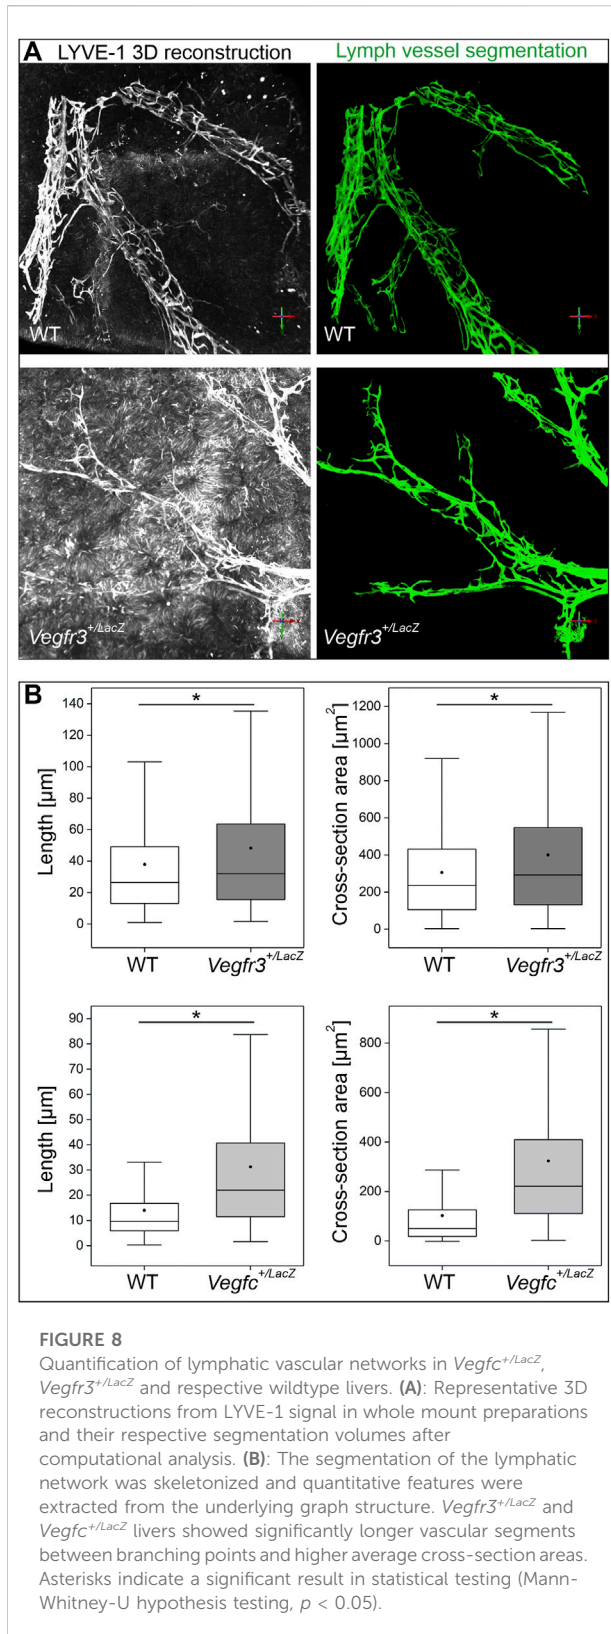 A LYVE-1 3D reconstruction Lymph vessel segmentation
WT WT
Vegfr3+/LacZ Vegfr3+/LacZ
B
Length [µm]
140
120
100
80
60
40
20
0
WT Vegfr3+/LacZ
*
Cross-section area [µm2]
1200
1000
800
600
400
200
0
WT Vegfr3+/LacZ
*
Length [µm]
90
80
70
60
50
40
30
20
10
0
WT Vegfc+/LacZ
*
Cross-section area [µm2]
800
600
400
200
0
WT Vegfc+/LacZ
*
FIGURE 8
Quantification of lymphatic vascular networks in Vegfc+/LacZ,
Vegfr3+/LacZ and respective wildtype livers. (A): Representative 3D
reconstructions from LYVE-1 signal in whole mount preparations
and their respective segmentation volumes after
computational analysis. (B): The segmentation of the lymphatic
network was skeletonized and quantitative features were
extracted from the underlying graph structure. Vegfr3+/LacZ and
Vegfc+/LacZ livers showed significantly longer vascular segments
between branching points and higher average cross-section areas.
Asterisks indicate a significant result in statistical testing (Mann-
Whitney-U hypothesis testing, p < 0.05).